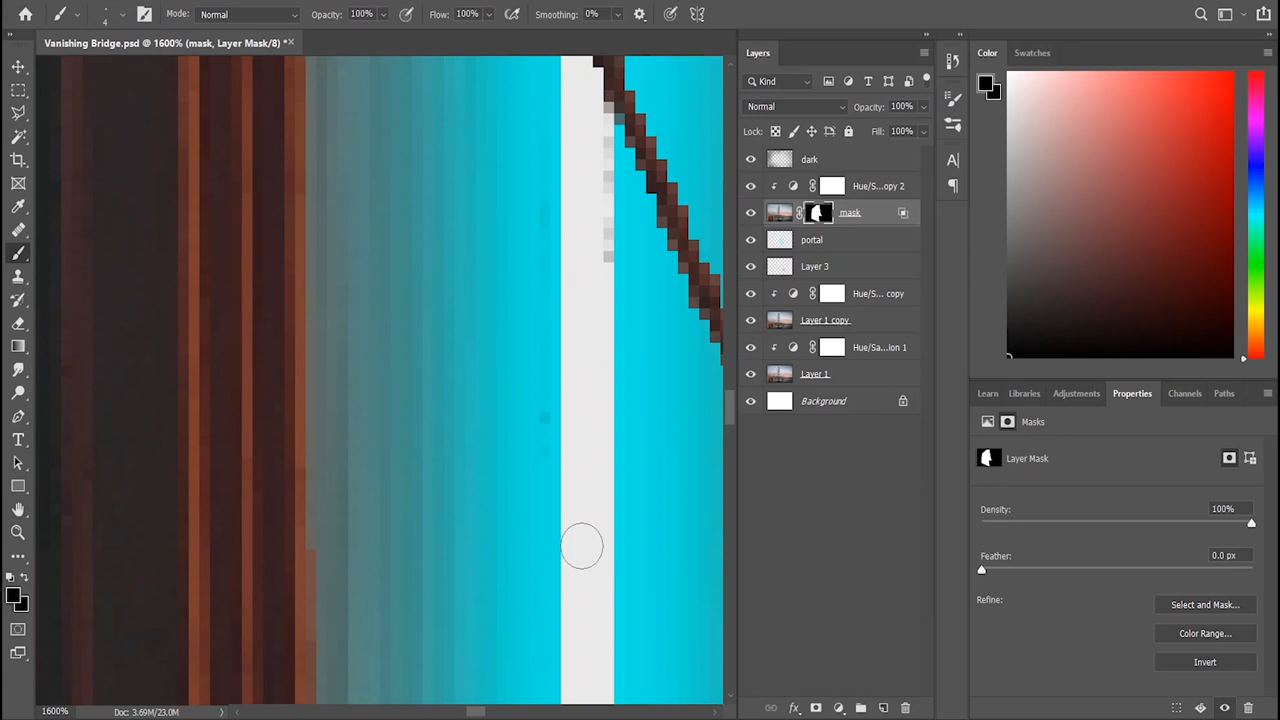 4
Mode: Normal
Opacity: 100%
Flow: 100%
Smoothing: 0%
Vanishing Bridge.psd @ 1600% (mask, Layer Mask/8) *
Layers
Kind
Normal
Opacity: 100%
Lock:
Fill: 100%
dark
Hue/S...opy 2
mask
portal
Layer 3
Hue/S... copy
Layer 1 copy
Hue/Sa...ion 1
Layer 1
Background
Color
Swatches
Learn
Libraries
Adjustments
Properties
Channels
Paths
Masks
Layer Mask
Density: 100%
Feather: 0.0 px
Refine:
Select and Mask...
Color Range...
Invert
1600%
Doc: 3.69M/23.0M